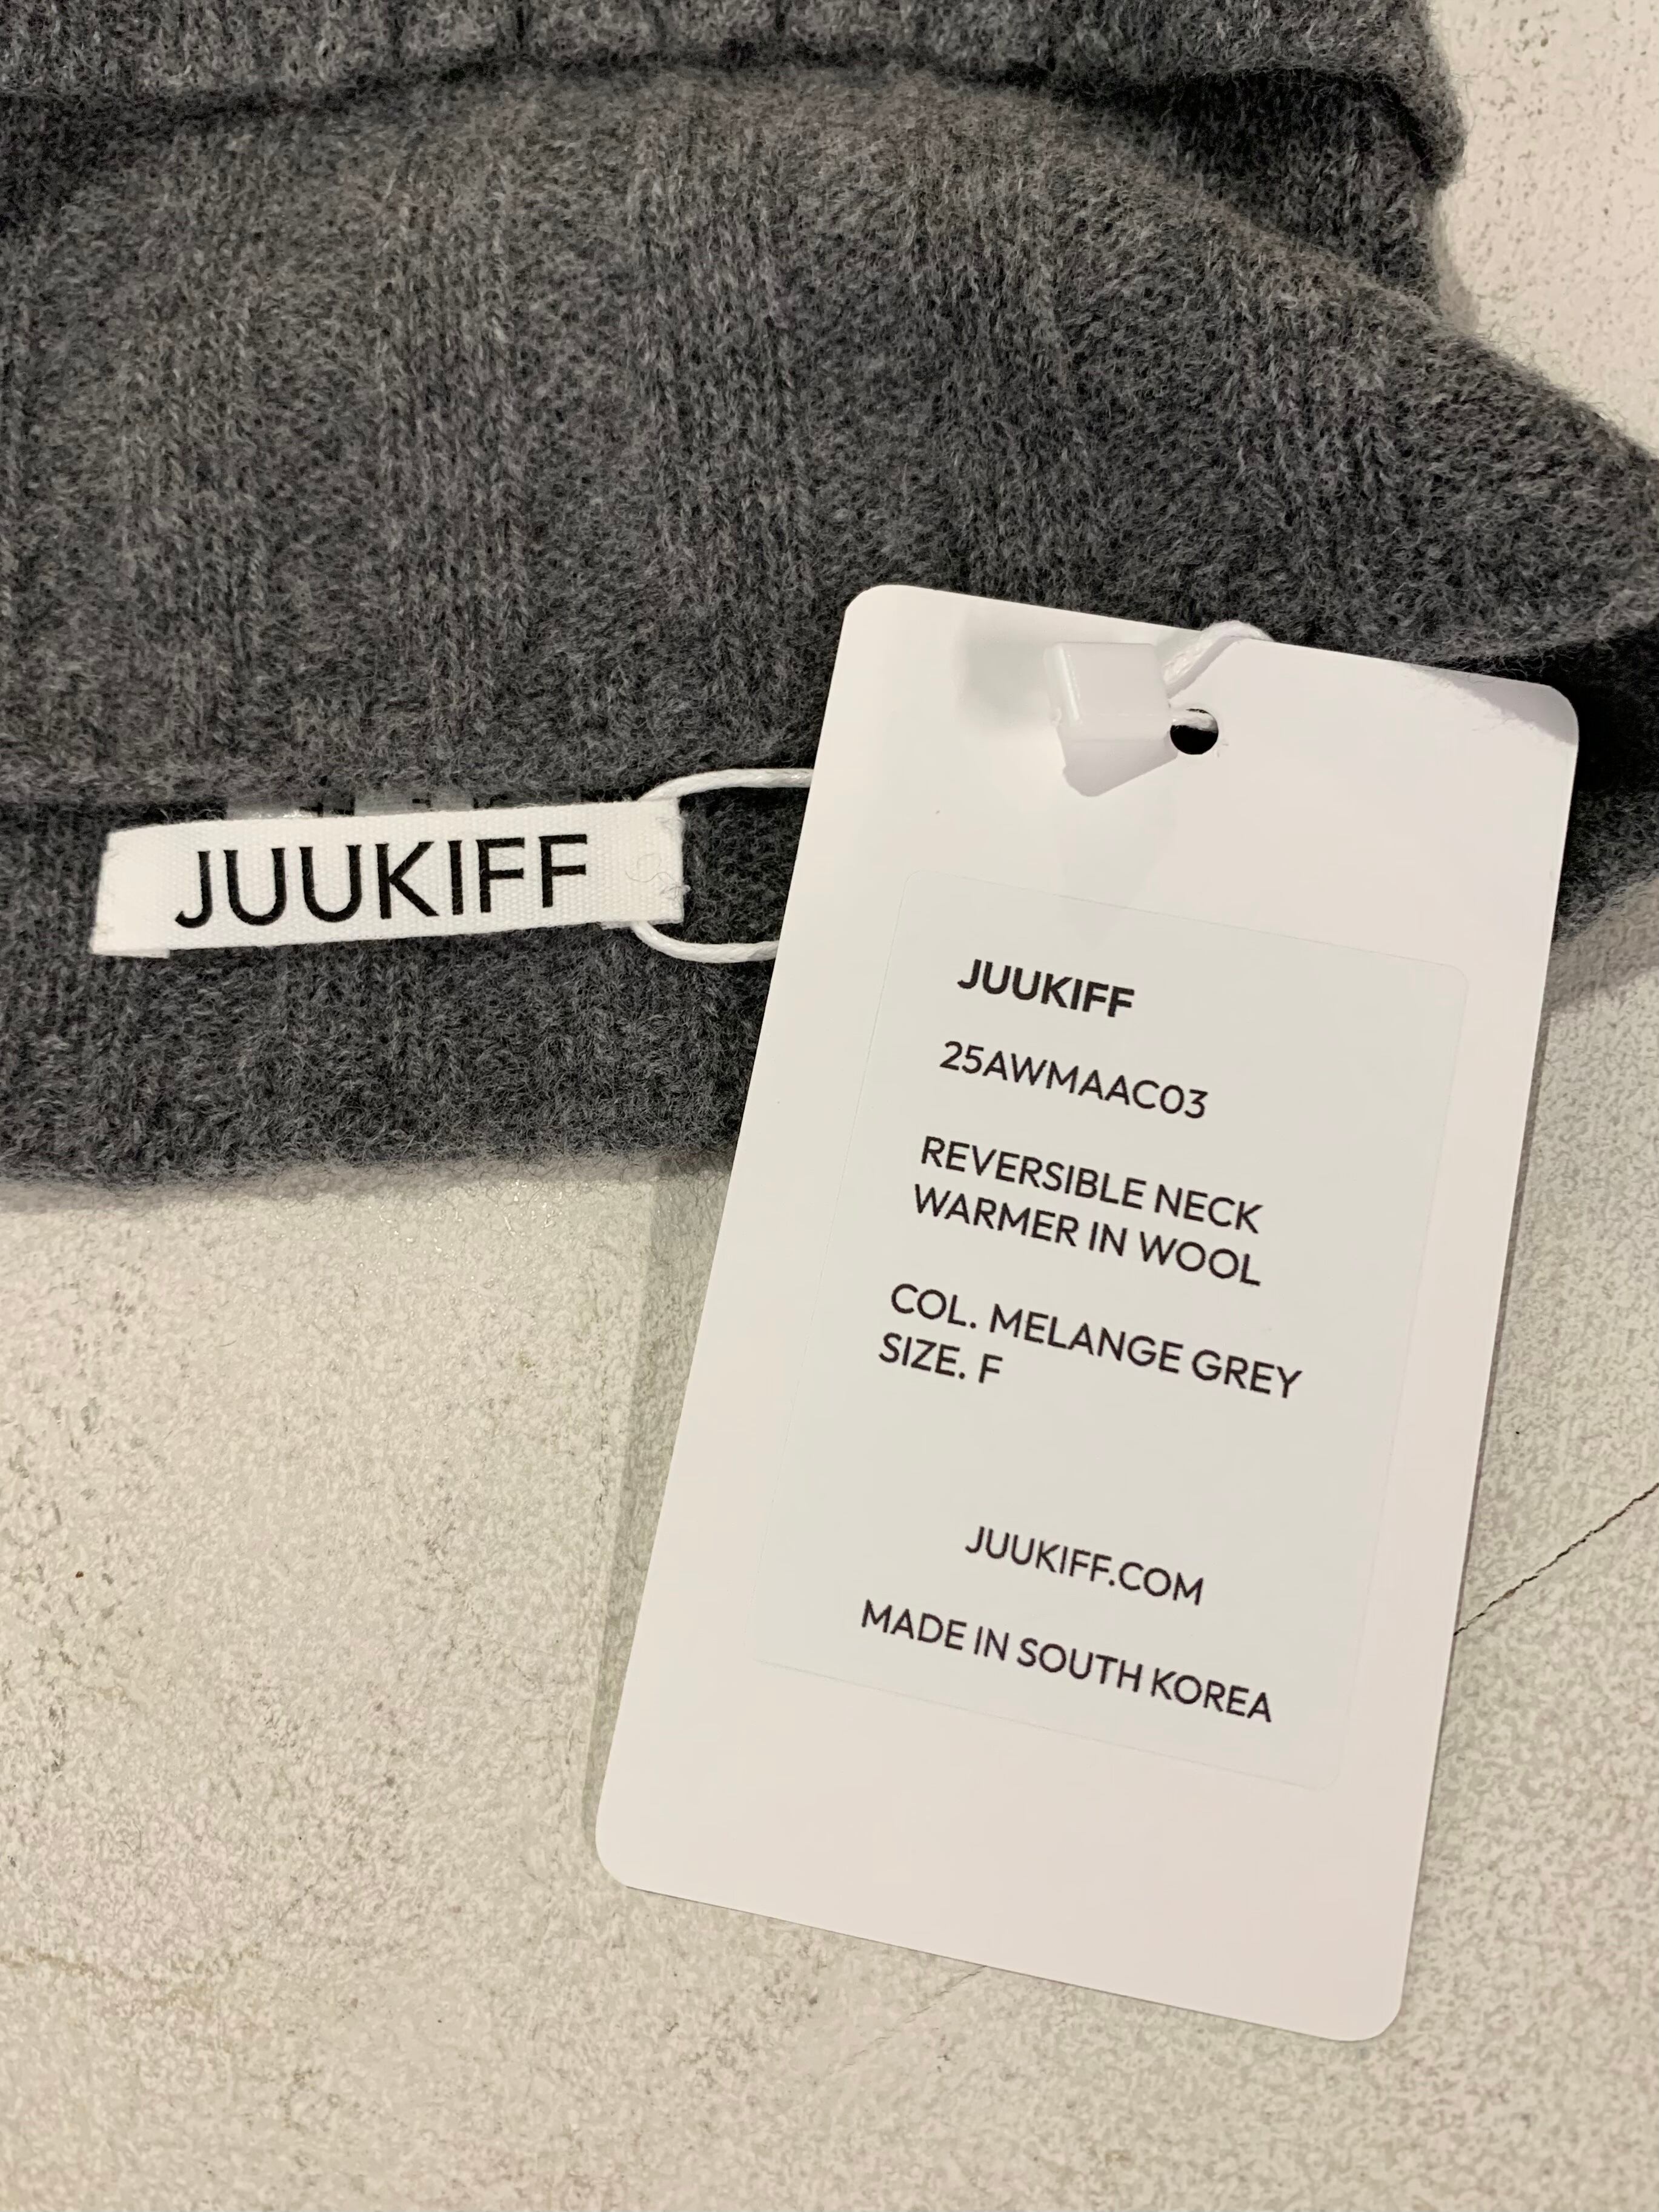 JUUKIFF
JUUKIFF
25AWMAAC03
REVERSIBLE NECK
WARMER IN WOOL
COL. MELANGE GREY
SIZE. F
JUUKIFF.COM
MADE IN SOUTH KOREA